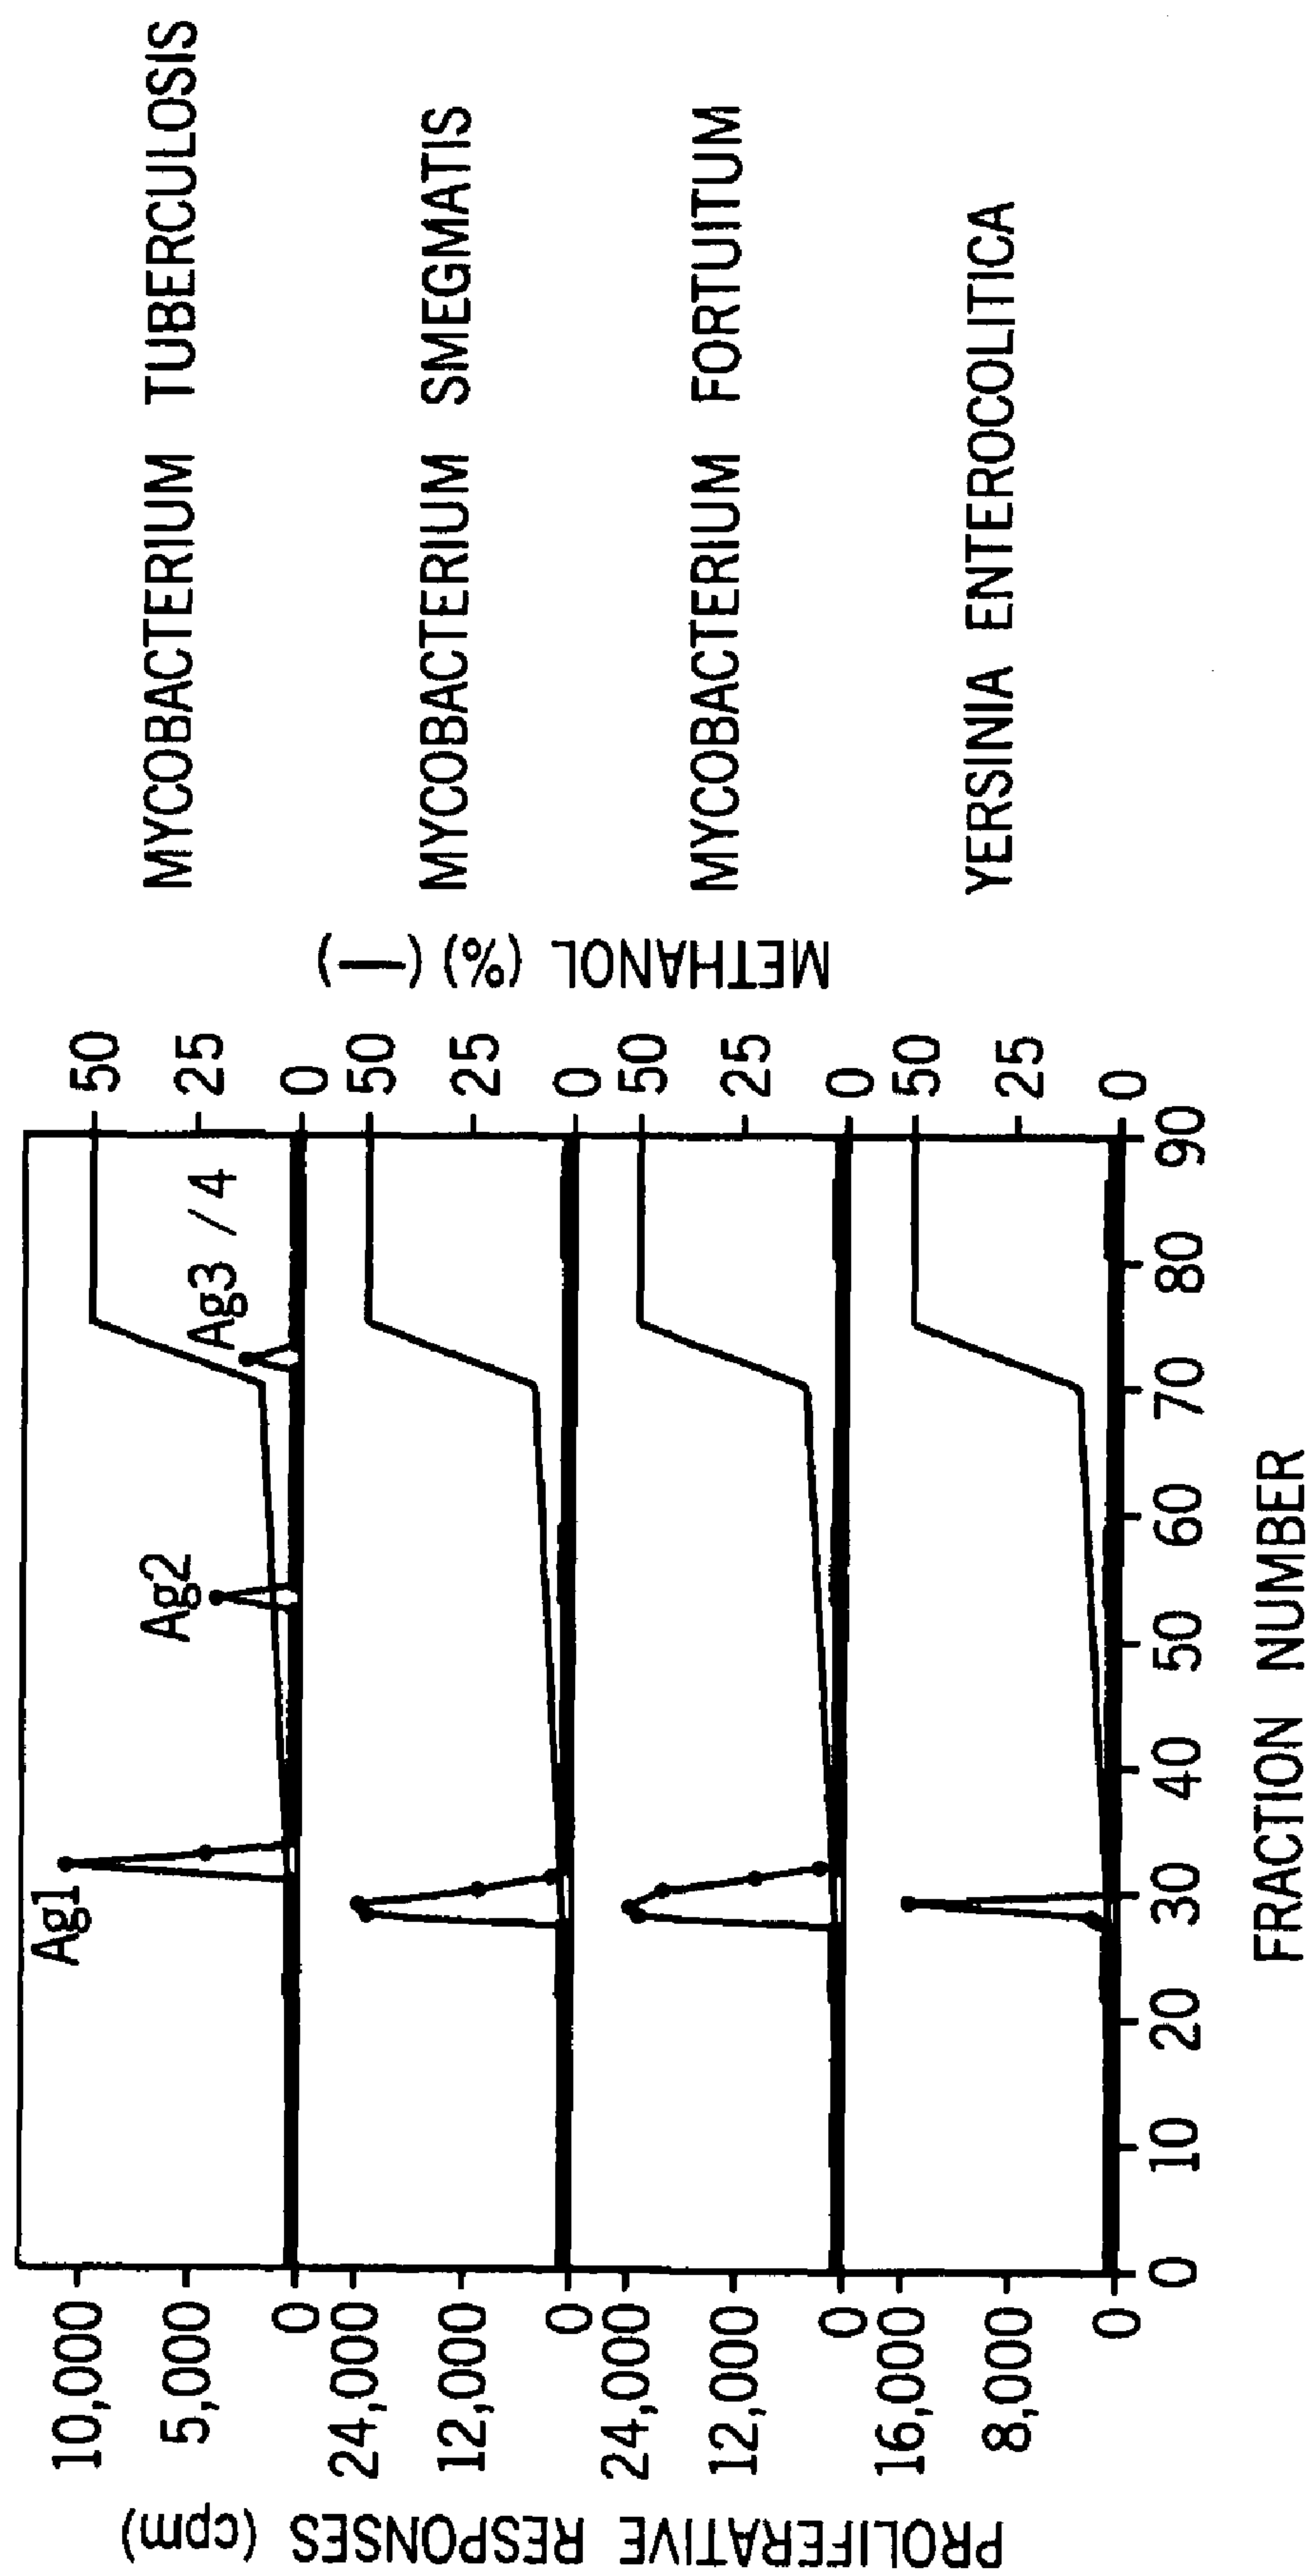 PROLIFERATIVE RESPONSES (cpm)
10,000
5,000
0
24,000
12,000
0
24,000
12,000
0
16,000
8,000
0
Ag1
Ag2
Ag3 / 4
50
25
0
50
25
0
50
25
0
50
25
0
METHANOL (%) (—)
MYCOBACTERIUM TUBERCULOSIS
MYCOBACTERIUM SMEGMATIS
MYCOBACTERIUM FORTUITUM
YERSINIA ENTEROCOLITICA
0 10 20 30 40 50 60 70 80 90
FRACTION NUMBER